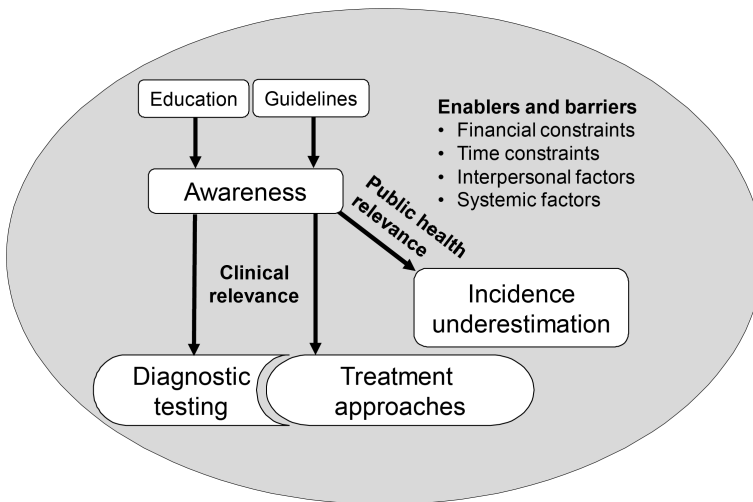 Education
Guidelines
Enablers and barriers
• Financial constraints
• Time constraints
• Interpersonal factors
• Systemic factors
Awareness
Public health
relevance
Clinical
relevance
Incidence
underestimation
Diagnostic
testing
Treatment
approaches